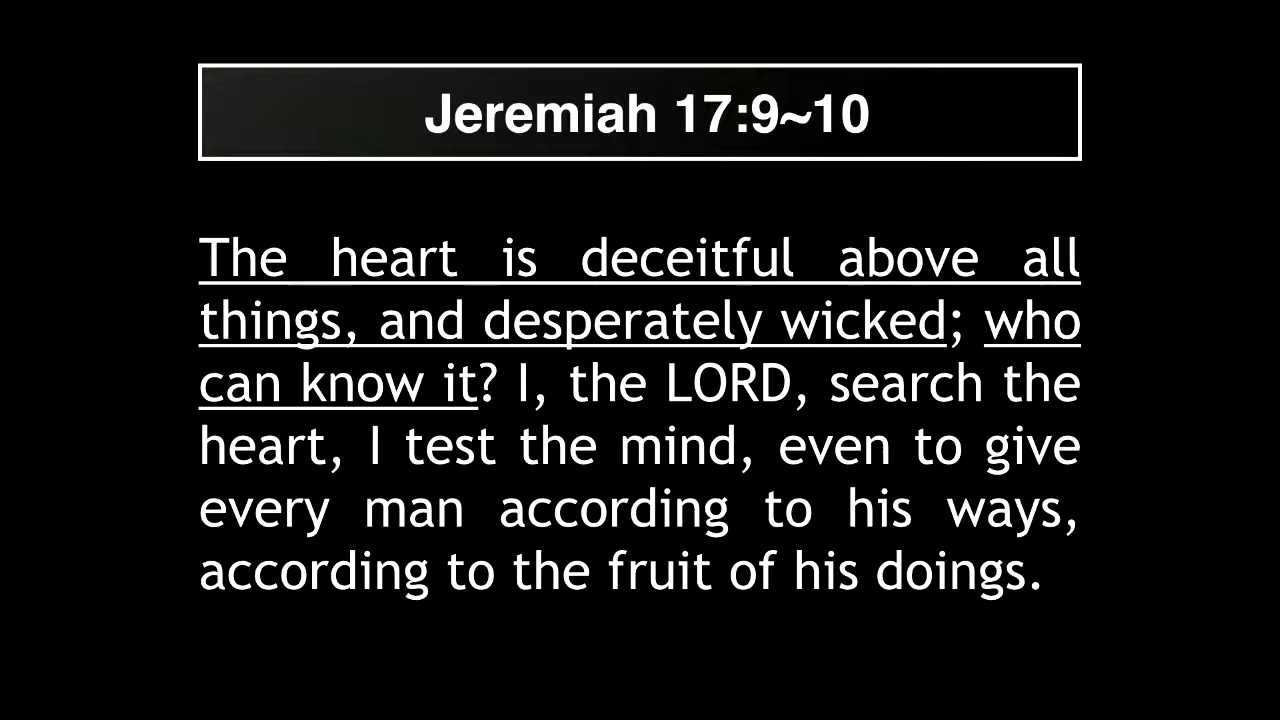 Jeremiah 17:9~10
The heart is deceitful above all
things, and desperately wicked; who
can know it? I, the LORD, search the
heart, I test the mind, even to give
every man according to his ways,
according to the fruit of his doings.